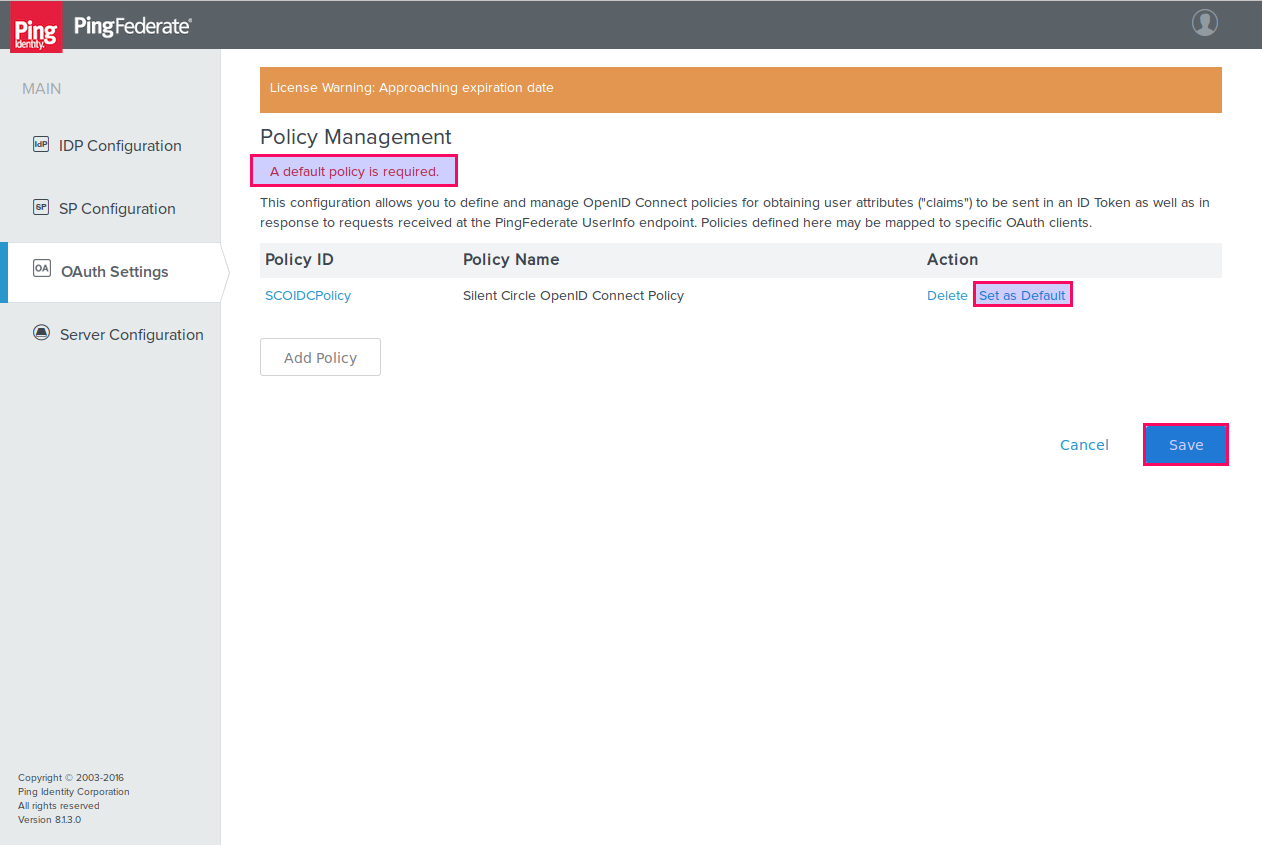 Ping
Identity.
PingFederate®
MAIN
IdP IDP Configuration
SP SP Configuration
OA OAuth Settings
Server Configuration
Copyright © 2003-2016
Ping Identity Corporation
All rights reserved
Version 8.1.3.0
License Warning: Approaching expiration date
Policy Management
A default policy is required.
This configuration allows you to define and manage OpenID Connect policies for obtaining user attributes ("claims") to be sent in an ID Token as well as in
response to requests received at the PingFederate UserInfo endpoint. Policies defined here may be mapped to specific OAuth clients.
Policy ID Policy Name Action
SCOIDCPolicy Silent Circle OpenID Connect Policy Delete Set as Default
Add Policy
Cancel Save